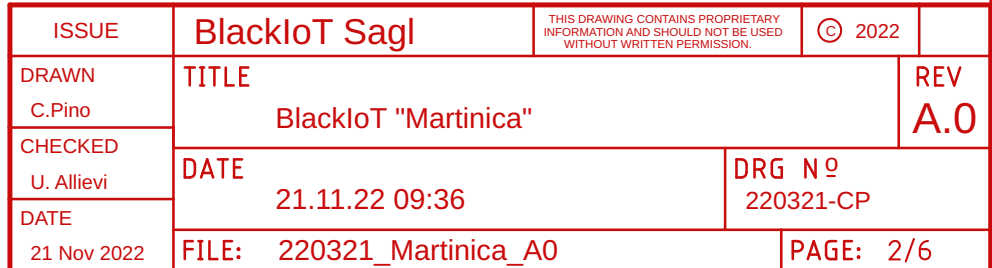 ISSUE
BlackIoT Sagl
THIS DRAWING CONTAINS PROPRIETARY
INFORMATION AND SHOULD NOT BE USED
WITHOUT WRITTEN PERMISSION.
© 2022
DRAWN
C.Pino
TITLE
BlackIoT "Martinica"
REV
A.0
CHECKED
U. Allievi
DATE
21.11.22 09:36
DRG Nº
220321-CP
DATE
21 Nov 2022
FILE: 220321_Martinica_A0
PAGE: 2/6